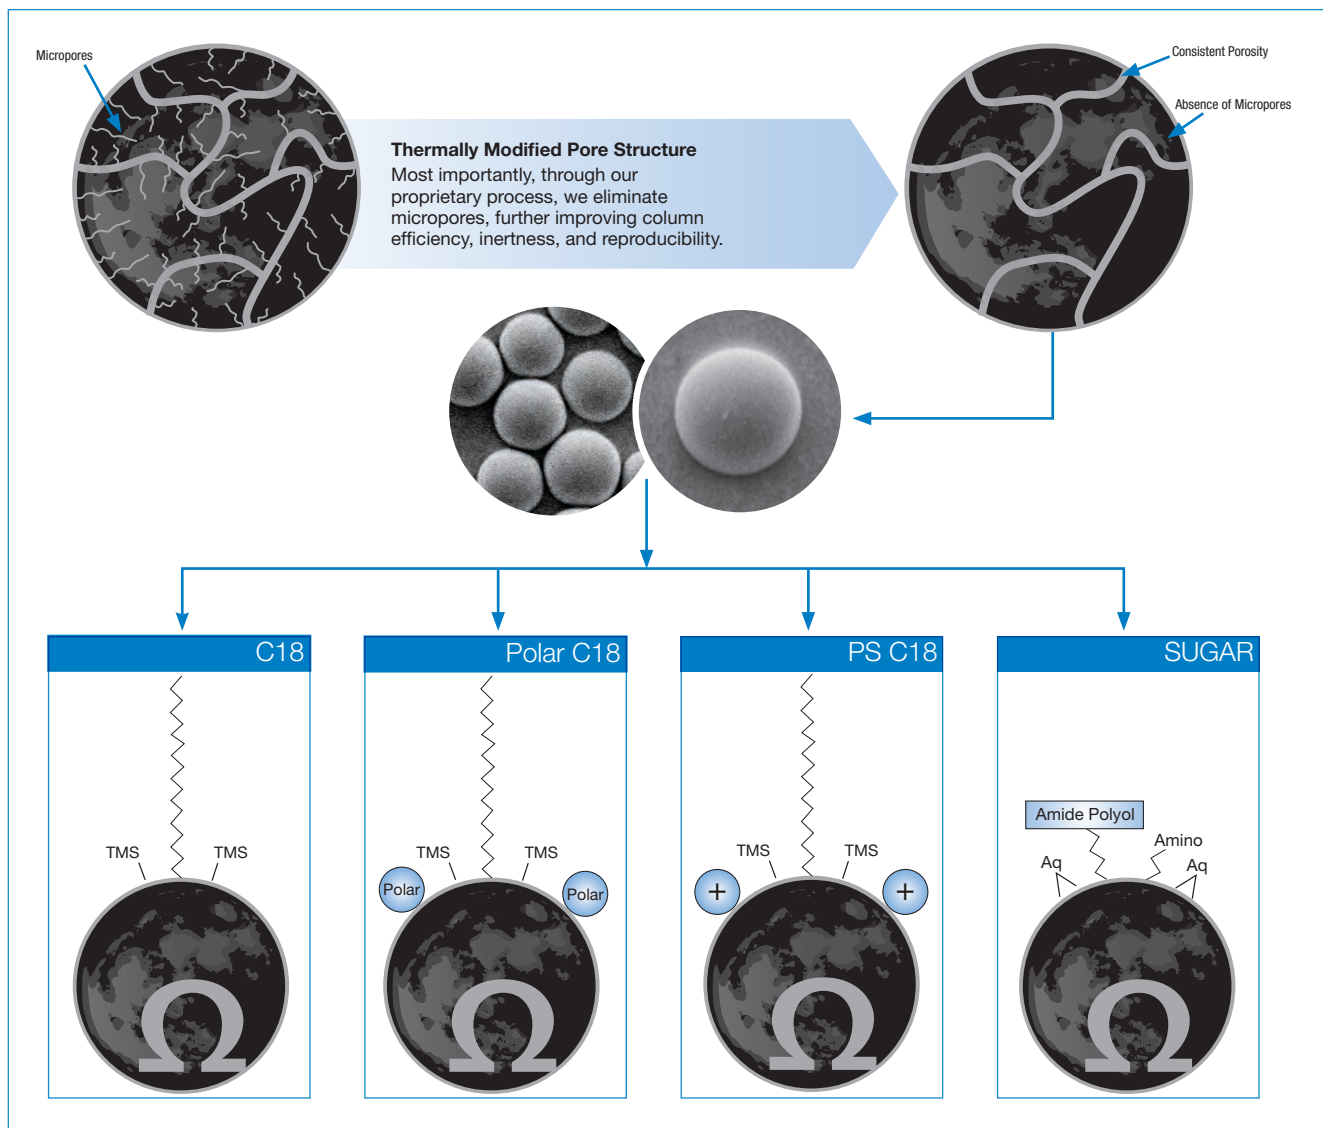 Micropores
Consistent Porosity
Absence of Micropores
Thermally Modified Pore Structure
Most importantly, through our
proprietary process, we eliminate
micropores, further improving column
efficiency, inertness, and reproducibility.
C18
Polar C18
PS C18
SUGAR
TMS TMS
TMS TMS
Polar Polar
TMS TMS
+ +
Amide Polyol
Amino
Aq Aq
Ω
Ω
Ω
Ω